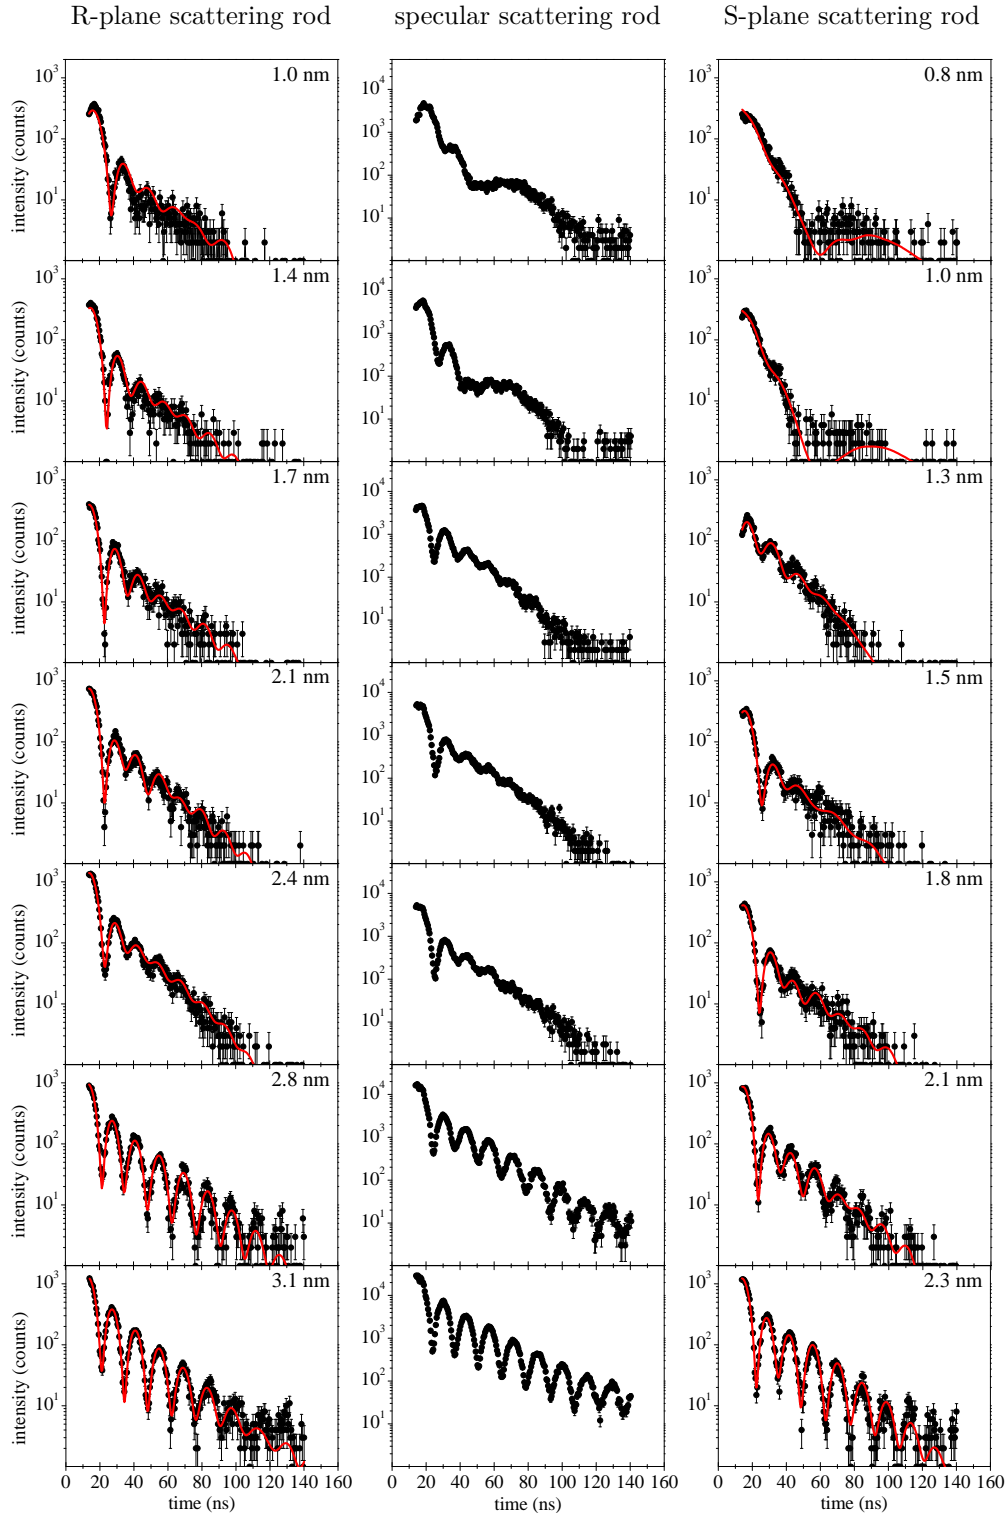 R-plane scattering rod specular scattering rod S-plane scattering rod
intensity (counts) 10³ 10² 10¹ 1.0 nm 10⁴ 10³ 10² 10¹ 10³ 10² 10¹ 0.8 nm
intensity (counts) 10³ 10² 10¹ 1.4 nm 10⁴ 10³ 10² 10¹ 10³ 10² 10¹ 1.0 nm
intensity (counts) 10³ 10² 10¹ 1.7 nm 10⁴ 10³ 10² 10¹ 10³ 10² 10¹ 1.3 nm
intensity (counts) 10³ 10² 10¹ 2.1 nm 10⁴ 10³ 10² 10¹ 10³ 10² 10¹ 1.5 nm
intensity (counts) 10³ 10² 10¹ 2.4 nm 10⁴ 10³ 10² 10¹ 10³ 10² 10¹ 1.8 nm
intensity (counts) 10³ 10² 10¹ 2.8 nm 10⁴ 10³ 10² 10¹ 10³ 10² 10¹ 2.1 nm
intensity (counts) 10³ 10² 10¹ 3.1 nm 10⁴ 10³ 10² 10¹ 10³ 10² 10¹ 2.3 nm
0 20 40 60 80 100 120 140 160 0 20 40 60 80 100 120 140 160 0 20 40 60 80 100 120 140 160
time (ns) time (ns) time (ns)